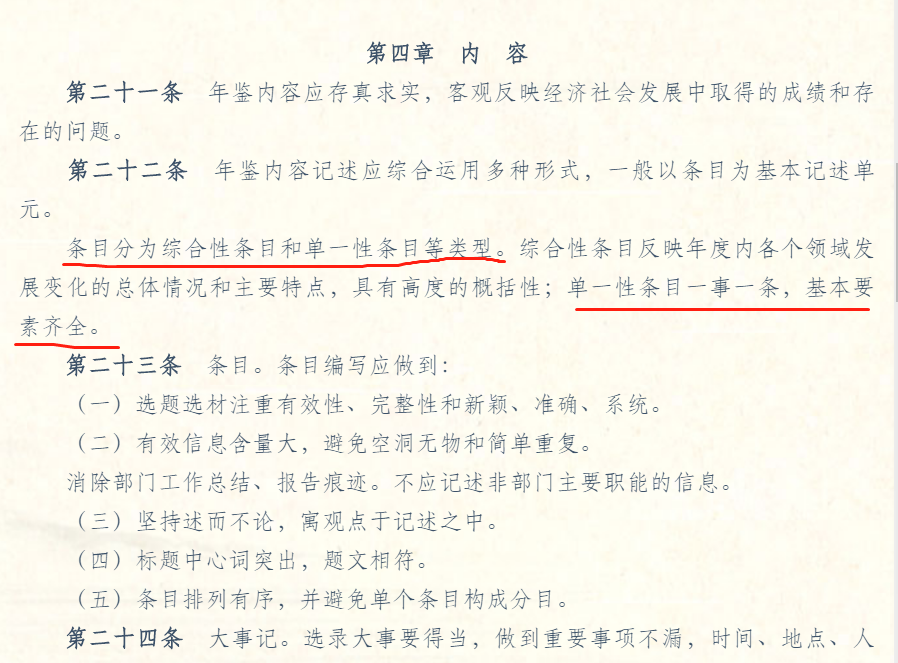 第四章 内 容
第二十一条 年鉴内容应存真求实，客观反映经济社会发展中取得的成绩和存
在的问题。
第二十二条 年鉴内容记述应综合运用多种形式，一般以条目为基本记述单
元。
条目分为综合性条目和单一性条目等类型。综合性条目反映年度内各个领域发
展变化的总体情况和主要特点，具有高度的概括性；单一性条目一事一条，基本要
素齐全。
第二十三条 条目。条目编写应做到：
（一）选题选材注重有效性、完整性和新颖、准确、系统。
（二）有效信息含量大，避免空洞无物和简单重复。
消除部门工作总结、报告痕迹。不应记述非部门主要职能的信息。
（三）坚持述而不论，寓观点于记述之中。
（四）标题中心词突出，题文相符。
（五）条目排列有序，并避免单个条目构成分目。
第二十四条 大事记。选录大事要得当，做到重要事项不漏，时间、地点、人